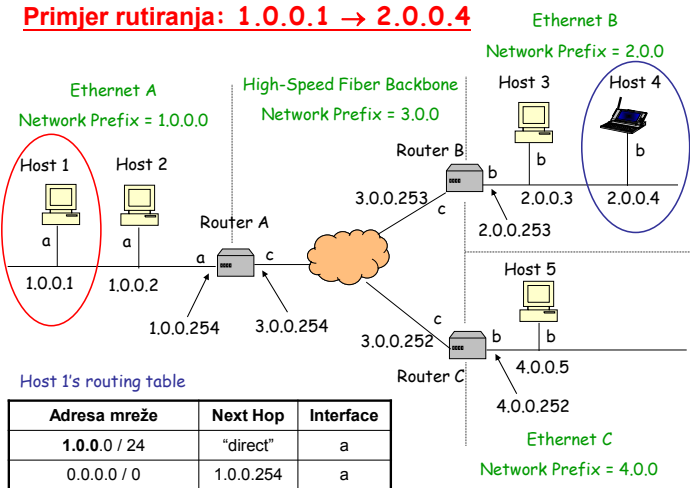 Primjer rutiranja: 1.0.0.1 → 2.0.0.4
Ethernet B
Network Prefix = 2.0.0
Ethernet A
Network Prefix = 1.0.0.0
High-Speed Fiber Backbone
Network Prefix = 3.0.0
Host 3
Host 4
Host 1
Host 2
Router B
b
b
b
3.0.0.253
c
2.0.0.3
2.0.0.4
2.0.0.253
Router A
a
a
a
c
1.0.0.1
1.0.0.2
1.0.0.254
3.0.0.254
Host 5
c
3.0.0.252
b
b
Router C
4.0.0.5
4.0.0.252
Ethernet C
Network Prefix = 4.0.0
Host 1's routing table
Adresa mreže Next Hop Interface
1.0.0.0 / 24 "direct" a
0.0.0.0 / 0 1.0.0.254 a